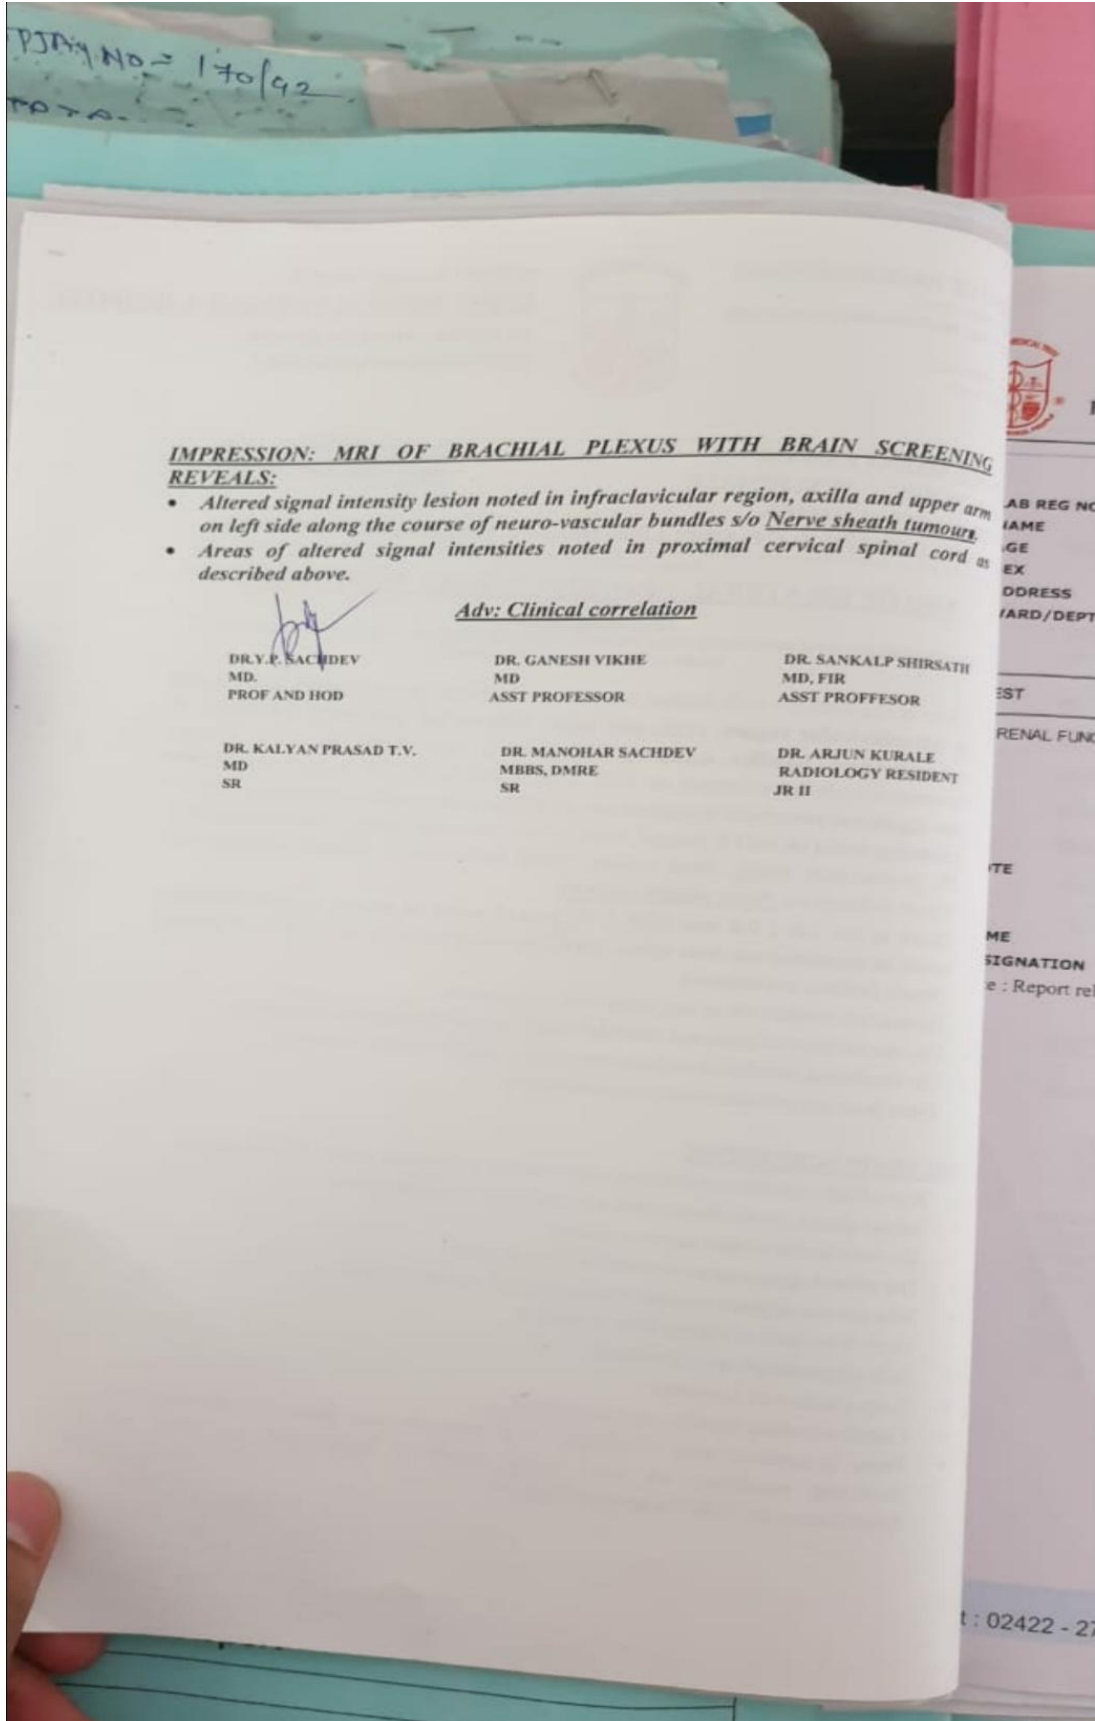 NO = 170/92
IMPRESSION: MRI OF BRACHIAL PLEXUS WITH BRAIN SCREENING
REVEALS:
• Altered signal intensity lesion noted in infraclavicular region, axilla and upper arm
on left side along the course of neuro-vascular bundles s/o Nerve sheath tumours.
• Areas of altered signal intensities noted in proximal cervical spinal cord as
described above.
Adv: Clinical correlation
DR.Y.P. SACHDEV
MD.
PROF AND HOD
DR. GANESH VIKHE
MD
ASST PROFESSOR
DR. SANKALP SHIRSATH
MD, FIR
ASST PROFFESOR
DR. KALYAN PRASAD T.V.
MD
SR
DR. MANOHAR SACHDEV
MBBS, DMRE
SR
DR. ARJUN KURALE
RADIOLOGY RESIDENT
JR II
AB REG NO
AME
GE
EX
DDRESS
ARD/DEPT
EST
RENAL FUNC
TE
ME
SIGNATION
e : Report rel
t : 02422 - 27